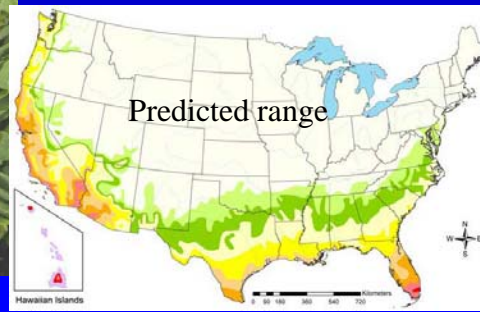 Predicted range
N
W E
S
Hawaiian Islands
Kilometers
0 90 180 360 540 720